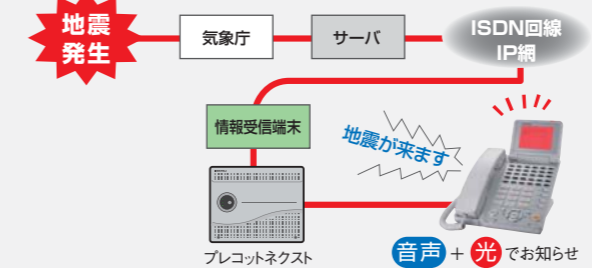 地震
発生
気象庁
サーバ
ISDN回線
IP網
情報受信端末
地震が来ます
プレコットネクスト
音声 + 光 でお知らせ